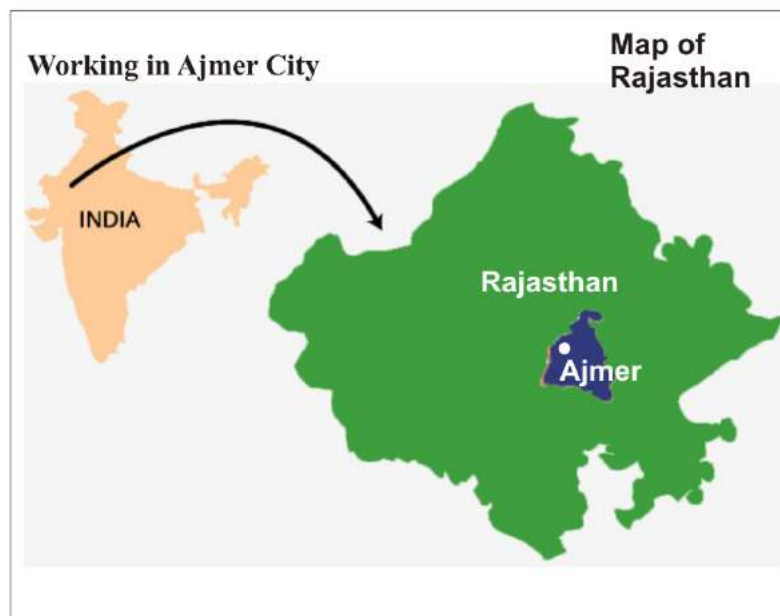 Working in Ajmer City
Map of
Rajasthan
INDIA
Rajasthan
Ajmer